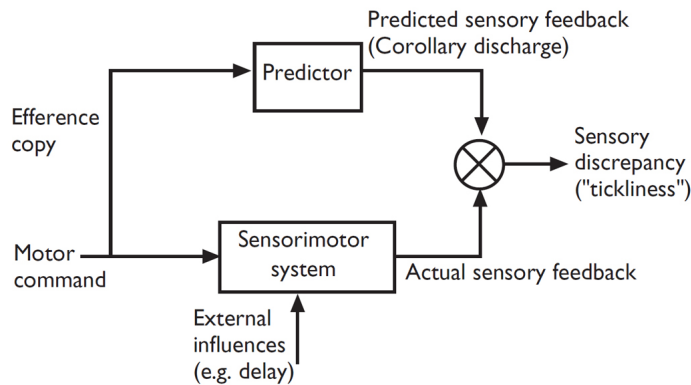 Predicted sensory feedback
(Corollary discharge)
Predictor
Efference
copy
Sensory
discrepancy
("tickliness")
Motor
command
Sensorimotor
system
Actual sensory feedback
External
influences
(e.g. delay)